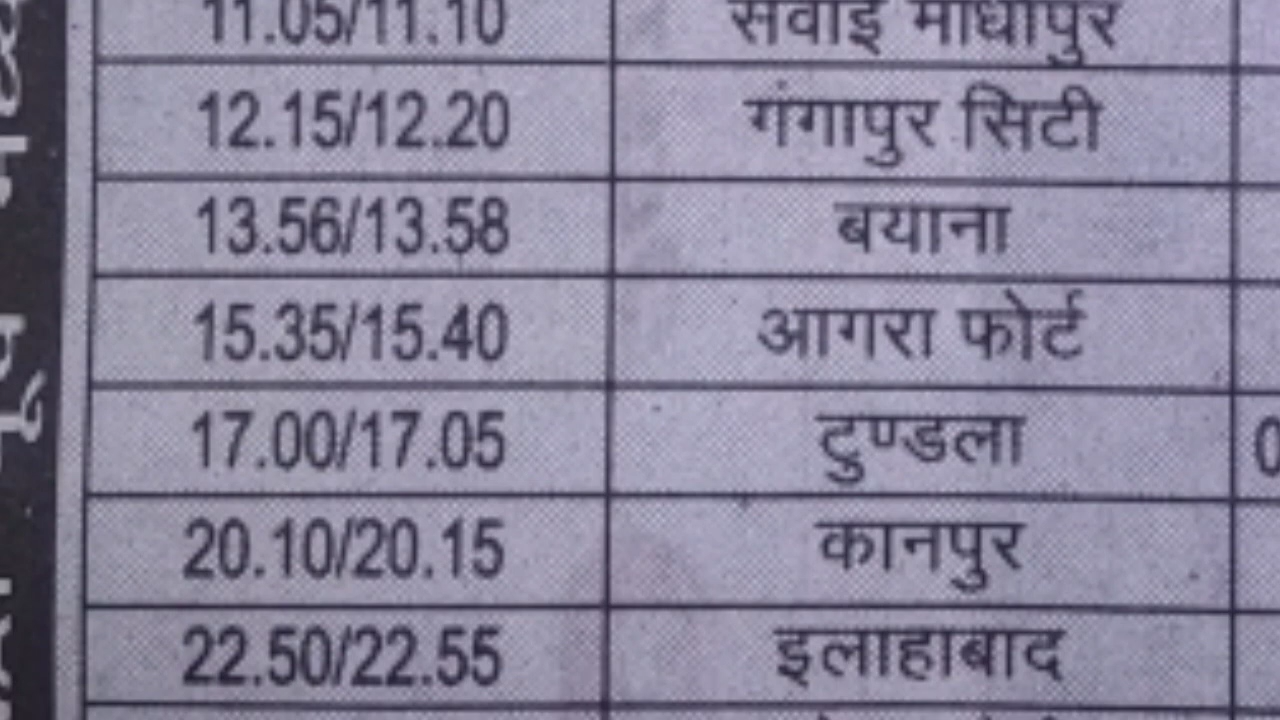 11.05/11.10 सवाई माधोपुर
12.15/12.20 गंगापुर सिटी
13.56/13.58 बयाना
15.35/15.40 आगरा फोर्ट
17.00/17.05 टुण्डला 0
20.10/20.15 कानपुर
22.50/22.55 इलाहाबाद